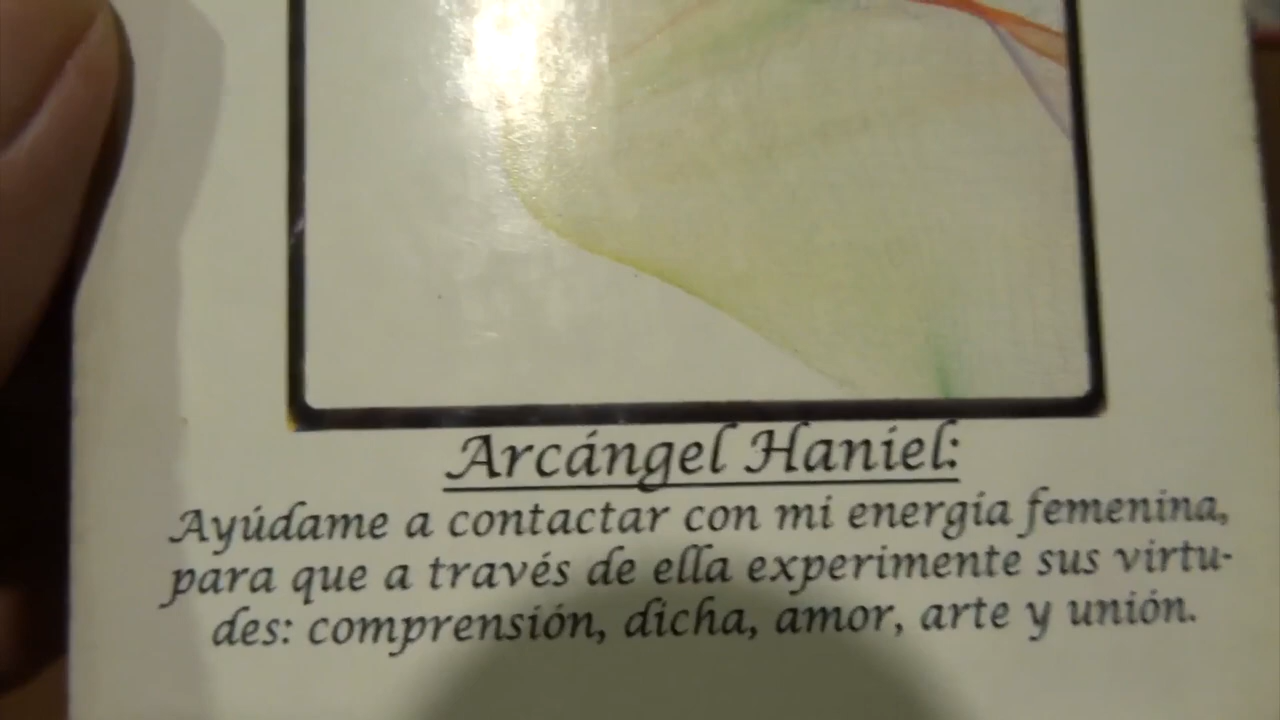 Arcángel Haniel:
Ayúdame a contactar con mi energía femenina,
para que a través de ella experimente sus virtu-
des: comprensión, dicha, amor, arte y unión.